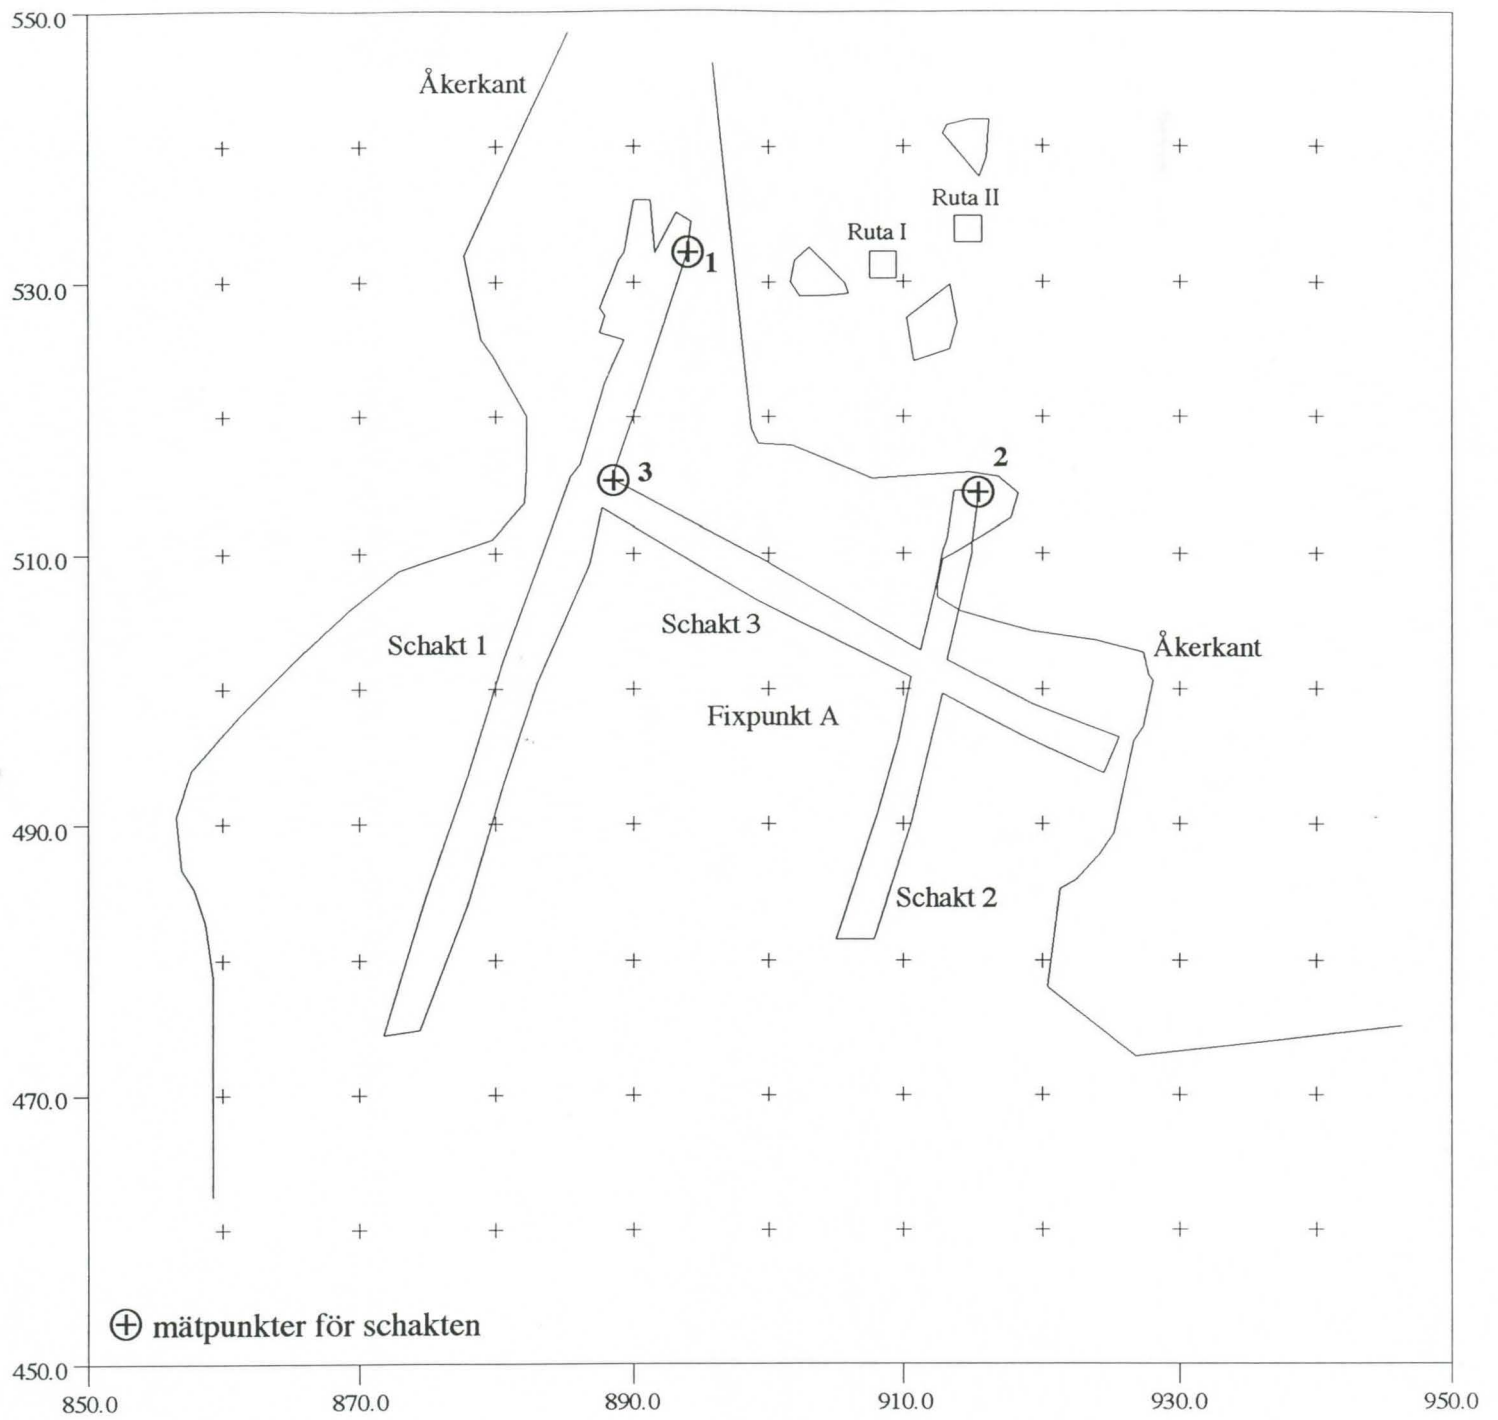 550.0
Åkerkant
Ruta II
Ruta I
1
530.0
3
2
510.0
Schakt 3
Schakt 1
Åkerkant
Fixpunkt A
490.0
Schakt 2
470.0
mätpunkter för schakten
450.0
850.0 870.0 890.0 910.0 930.0 950.0